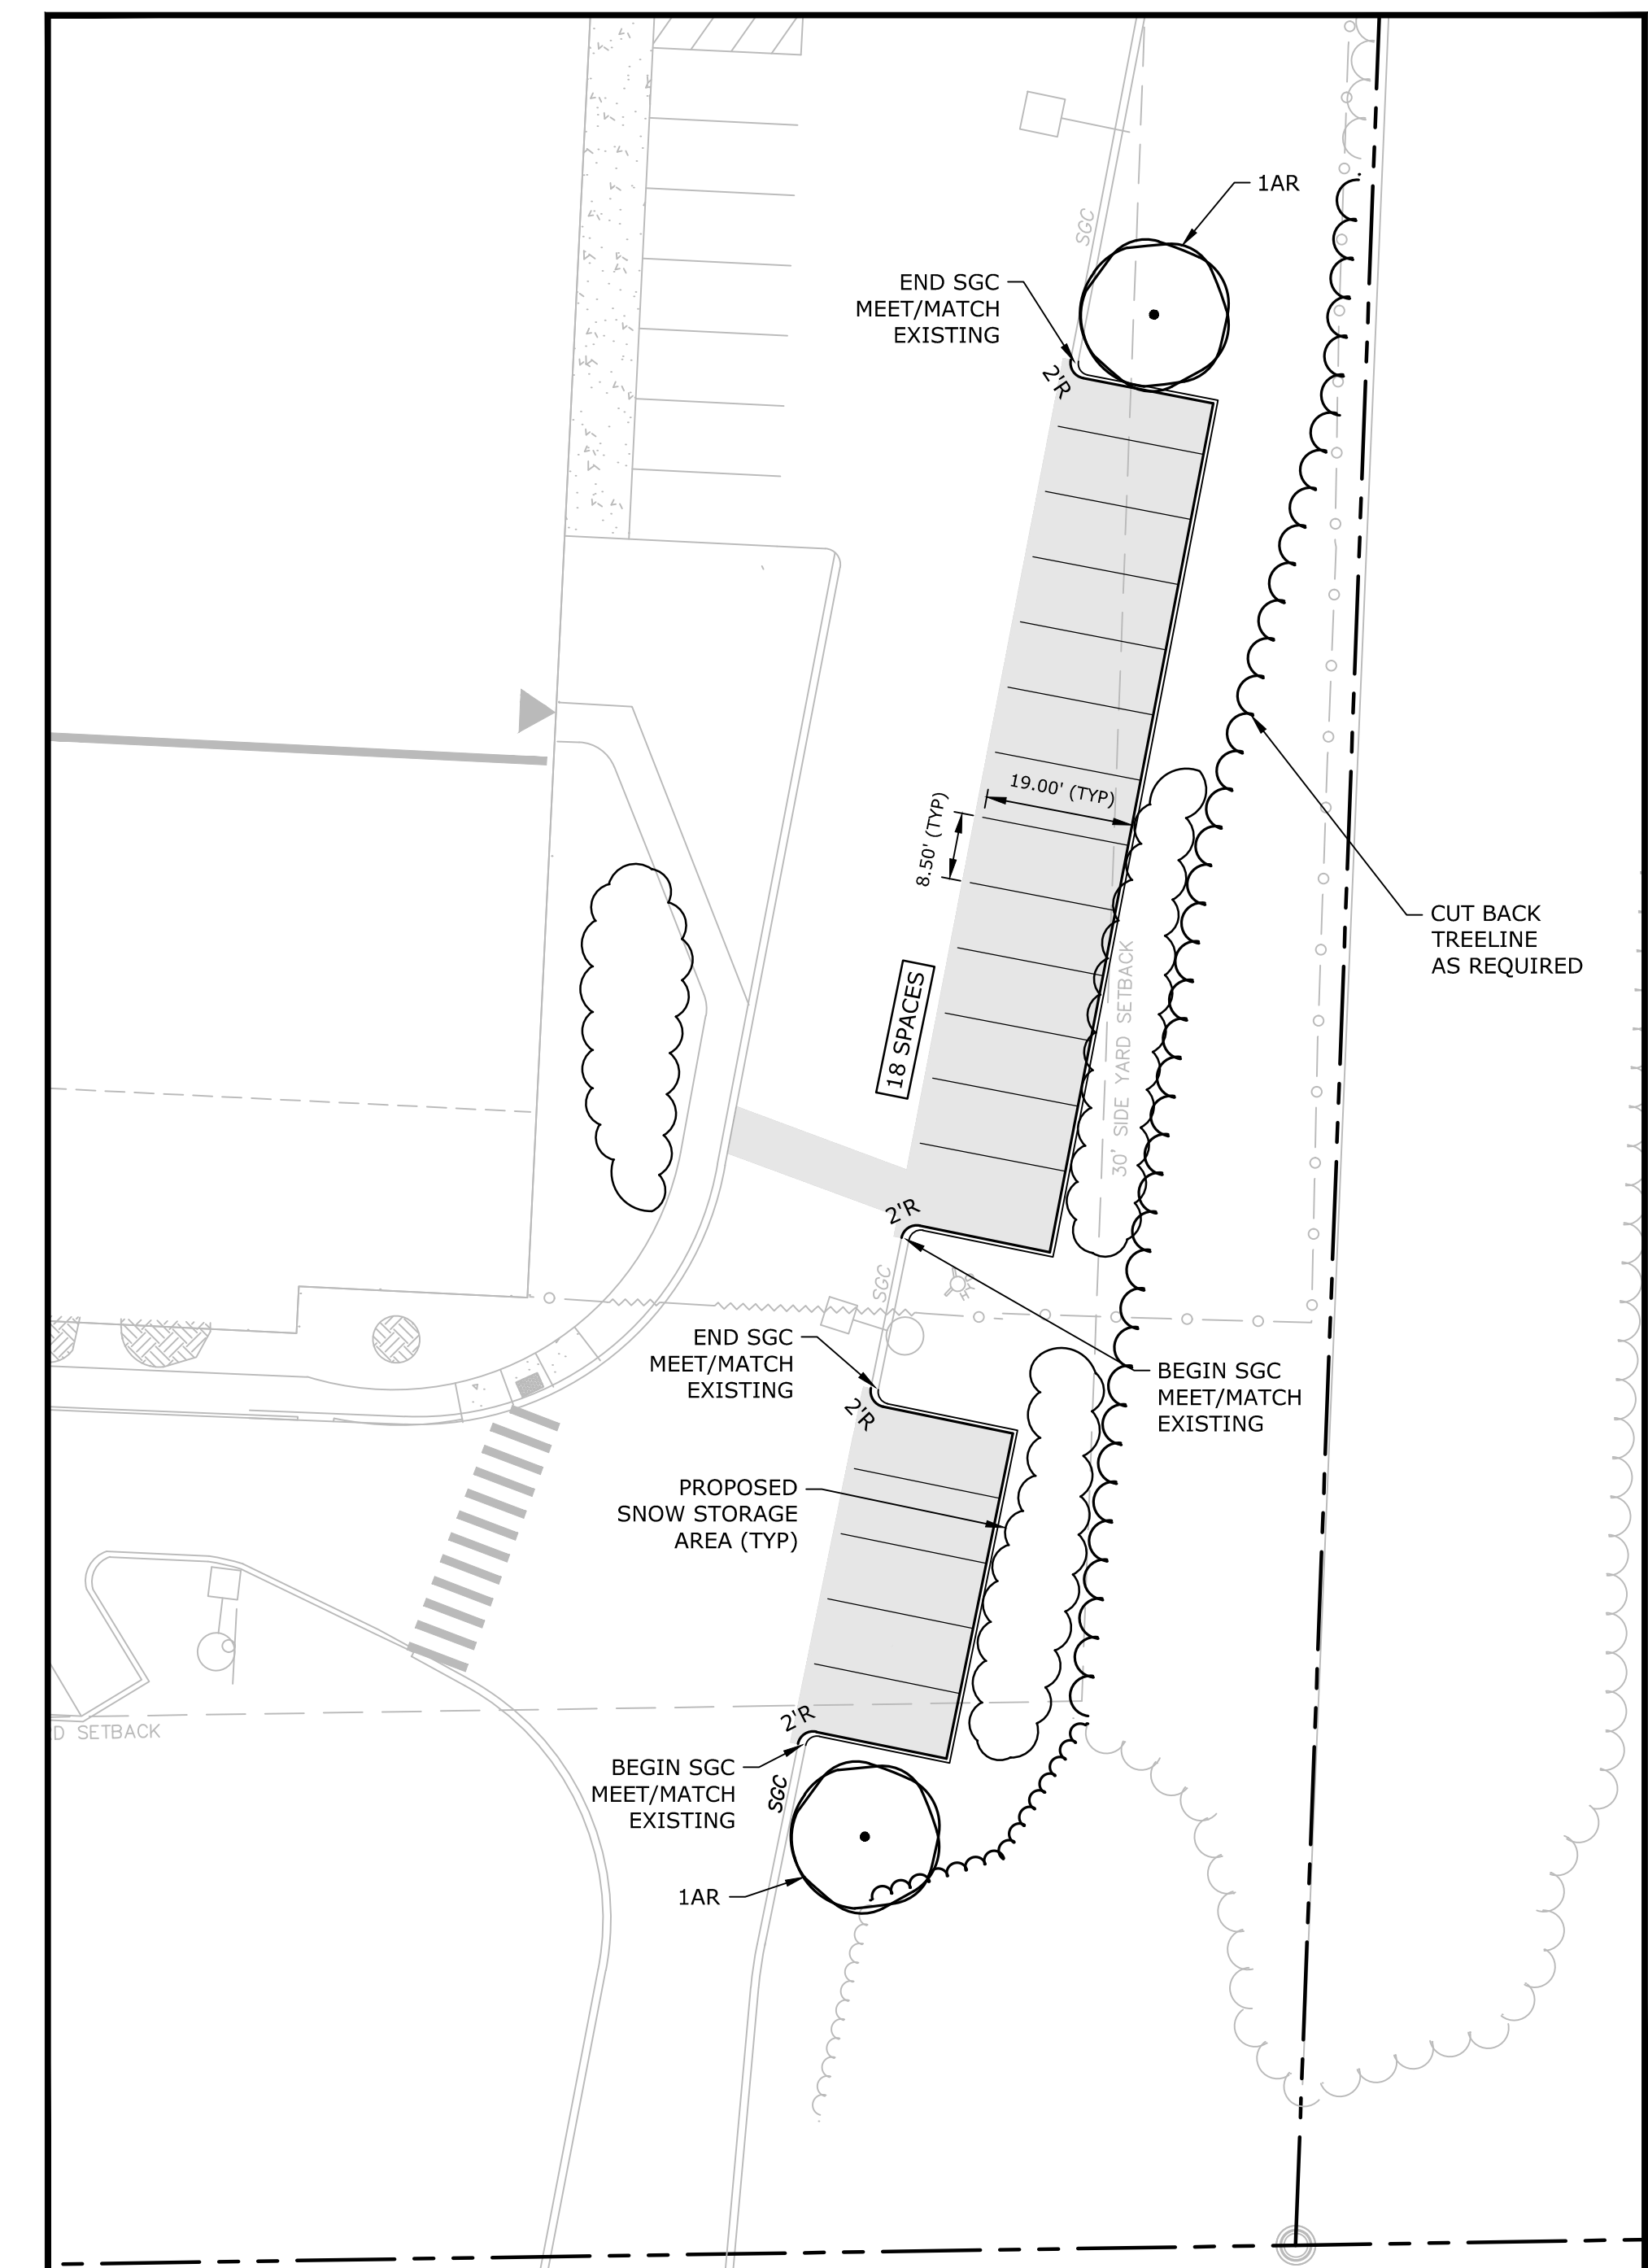 1AR
SGC
END SGC
MEET/MATCH
EXISTING
2'R
19.00' (TYP)
8.50' (TYP)
CUT BACK
TREELINE
AS REQUIRED
18 SPACES
30' SIDE YARD SETBACK
2'R
SGC
END SGC
MEET/MATCH
EXISTING
BEGIN SGC
MEET/MATCH
EXISTING
2'R
PROPOSED
SNOW STORAGE
AREA (TYP)
2'R
D SETBACK
BEGIN SGC
MEET/MATCH
EXISTING
SGC
1AR